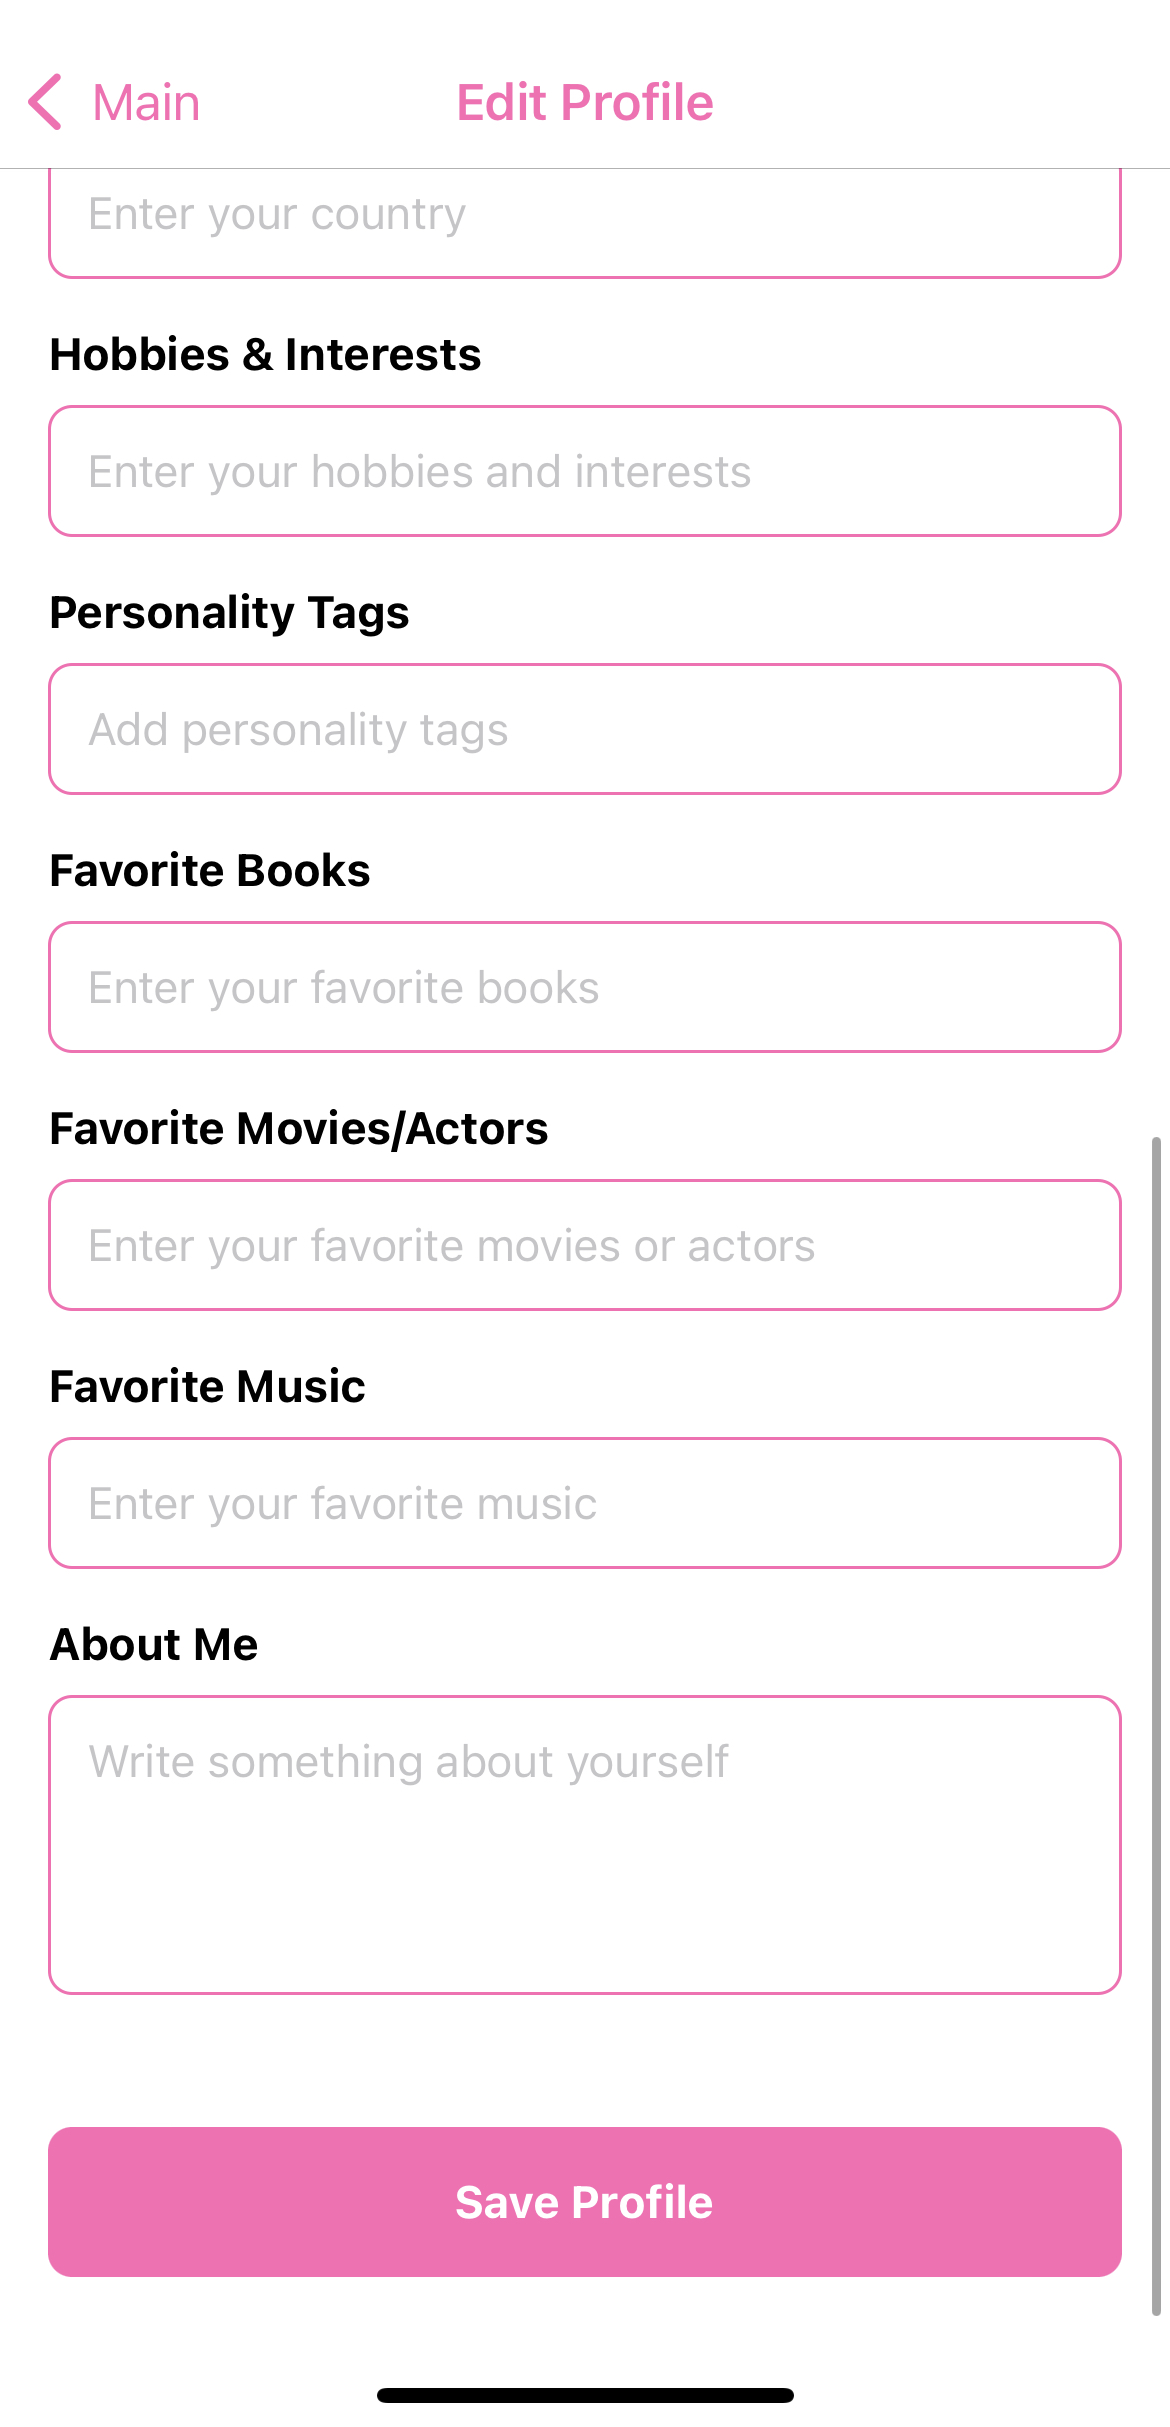 Main
Edit Profile
Enter your country
Hobbies & Interests
Enter your hobbies and interests
Personality Tags
Add personality tags
Favorite Books
Enter your favorite books
Favorite Movies/Actors
Enter your favorite movies or actors
Favorite Music
Enter your favorite music
About Me
Write something about yourself
Save Profile